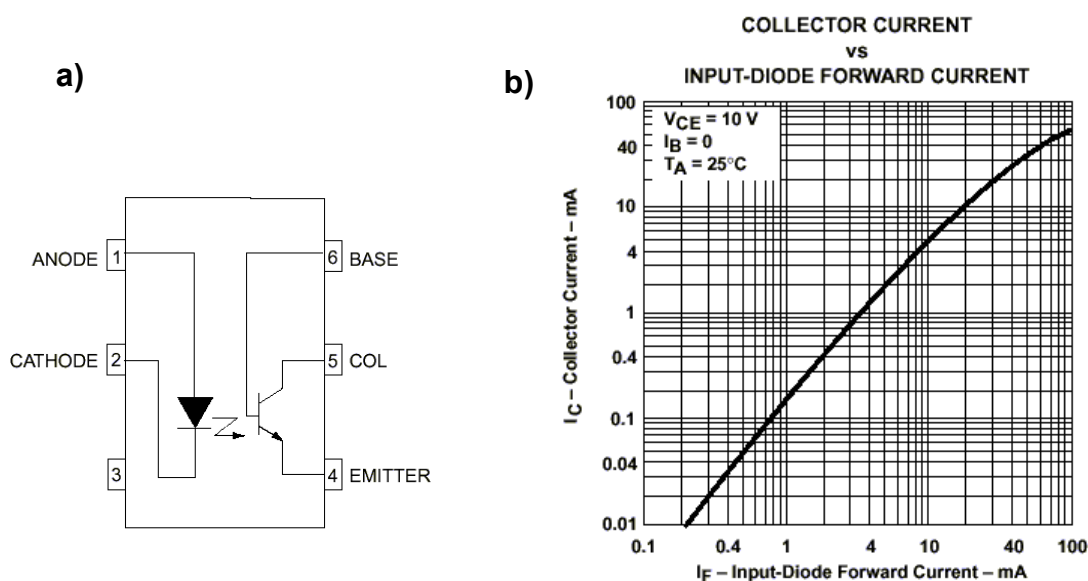 a)
ANODE 1
6 BASE
CATHODE 2
5 COL
3
4 EMITTER
b)
COLLECTOR CURRENT
vs
INPUT-DIODE FORWARD CURRENT
VCE = 10 V
IB = 0
TA = 25°C
IC – Collector Current – mA
100
40
10
4
1
0.4
0.1
0.04
0.01
0.1 0.4 1 4 10 40 100
IF – Input-Diode Forward Current – mA